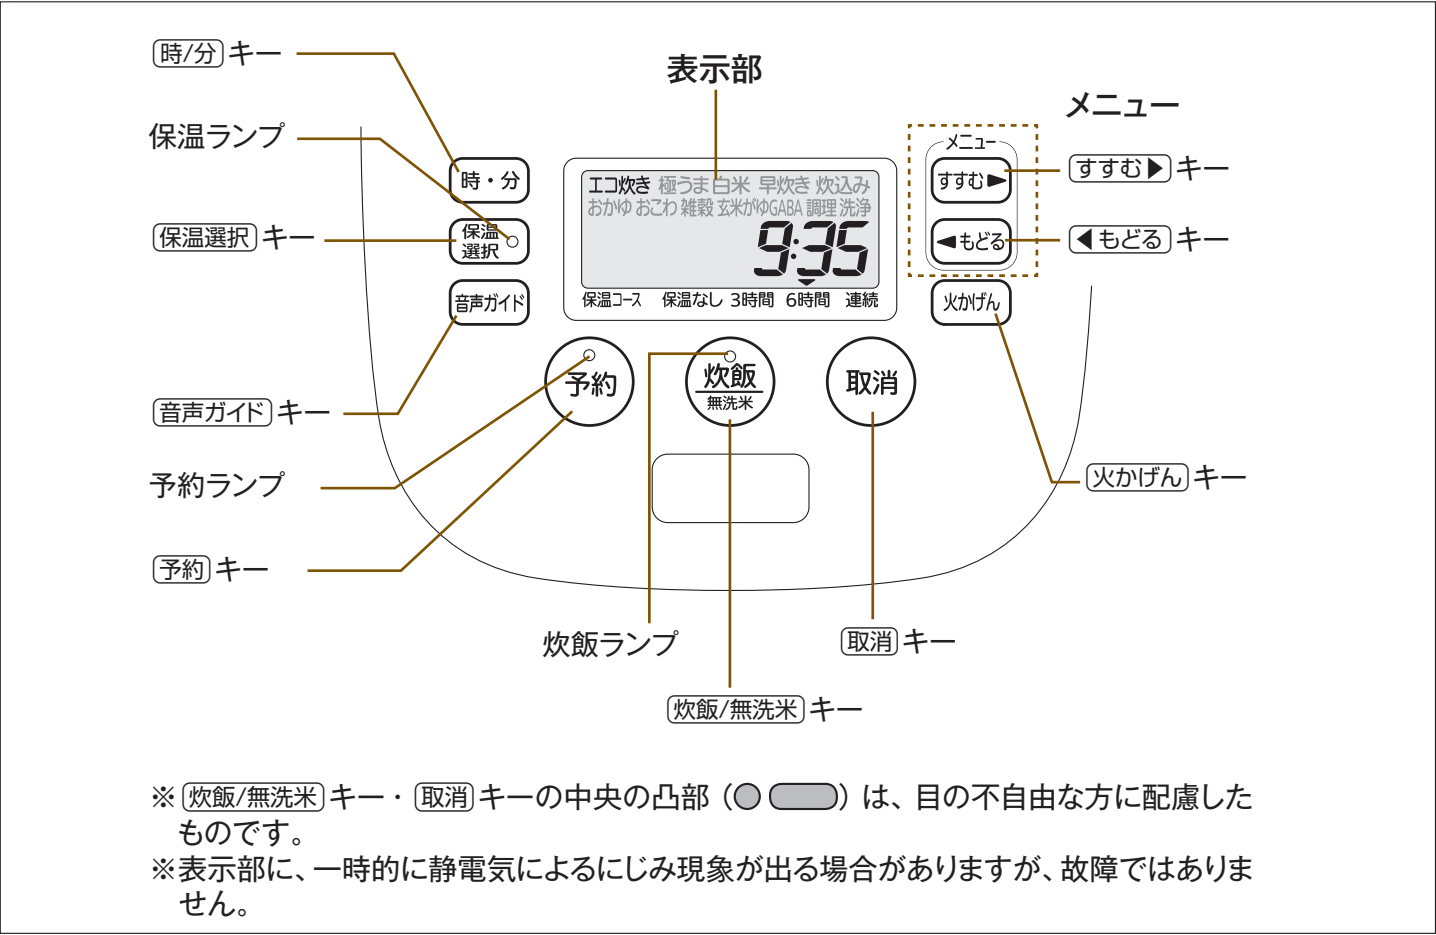 時/分 キー
表示部
メニュー
保温ランプ
メニュー
時・分
エコ炊き 極うま 白米 早炊き 炊込み
すすむ▶
すすむ▶ キー
おかゆ おこわ 雑穀 玄米がゆ GABA 調理 洗浄
保温選択 キー
保温
選択
9:35
◀もどる
◀もどる キー
音声ガイド
保温コース 保温なし 3時間 6時間 連続
火かげん
予約
炊飯
無洗米
取消
音声ガイド キー
予約ランプ
火かげん キー
予約 キー
炊飯ランプ
取消 キー
炊飯/無洗米 キー
※ 炊飯/無洗米 キー・ 取消 キーの中央の凸部（● ）は、目の不自由な方に配慮した
ものです。
※表示部に、一時的に静電気によるにじみ現象が出る場合がありますが、故障ではありま
せん。